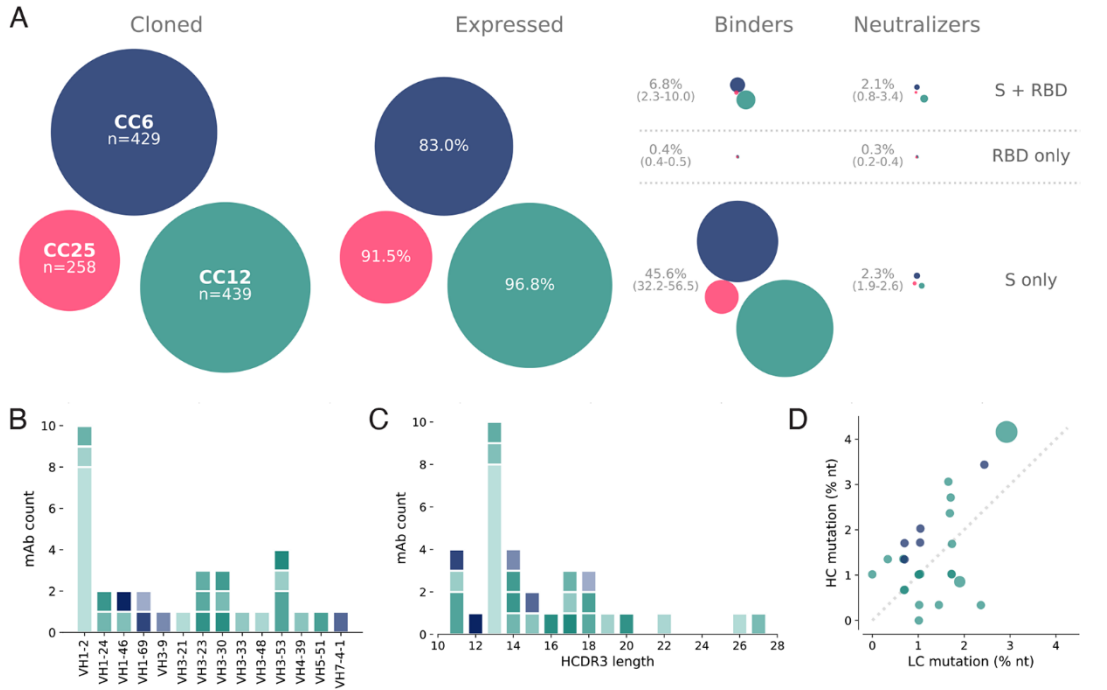 A
Cloned
Expressed
Binders
Neutralizers
CC6
n=429
CC25
n=258
CC12
n=439
83.0%
91.5%
96.8%
6.8%
(2.3-10.0)
2.1%
(0.8-3.4)
S + RBD
0.4%
(0.4-0.5)
0.3%
(0.2-0.4)
RBD only
45.6%
(32.2-56.5)
2.3%
(1.9-2.6)
S only
B
mAb count
10
8
6
4
2
0
VH1-2
VH1-24
VH1-46
VH1-69
VH3-9
VH3-21
VH3-23
VH3-30
VH3-33
VH3-48
VH3-53
VH4-39
VH5-51
VH7-4-1
C
mAb count
10
8
6
4
2
0
10 12 14 16 18 20 22 24 26 28
HCDR3 length
D
HC mutation (% nt)
4
3
2
1
0
0 1 2 3 4
LC mutation (% nt)